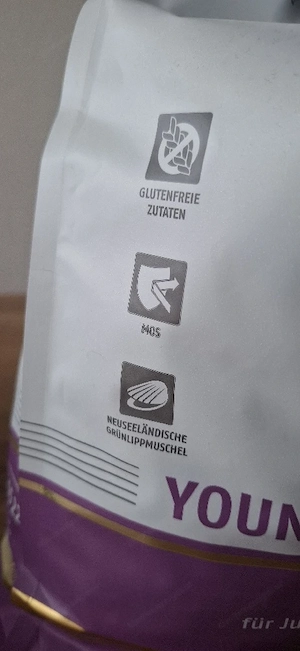 GLUTENFREIE
ZUTATEN
MOS
NEUSEELÄNDISCHE
GRÜNLIPPMUSCHEL
YOUN
für Ju